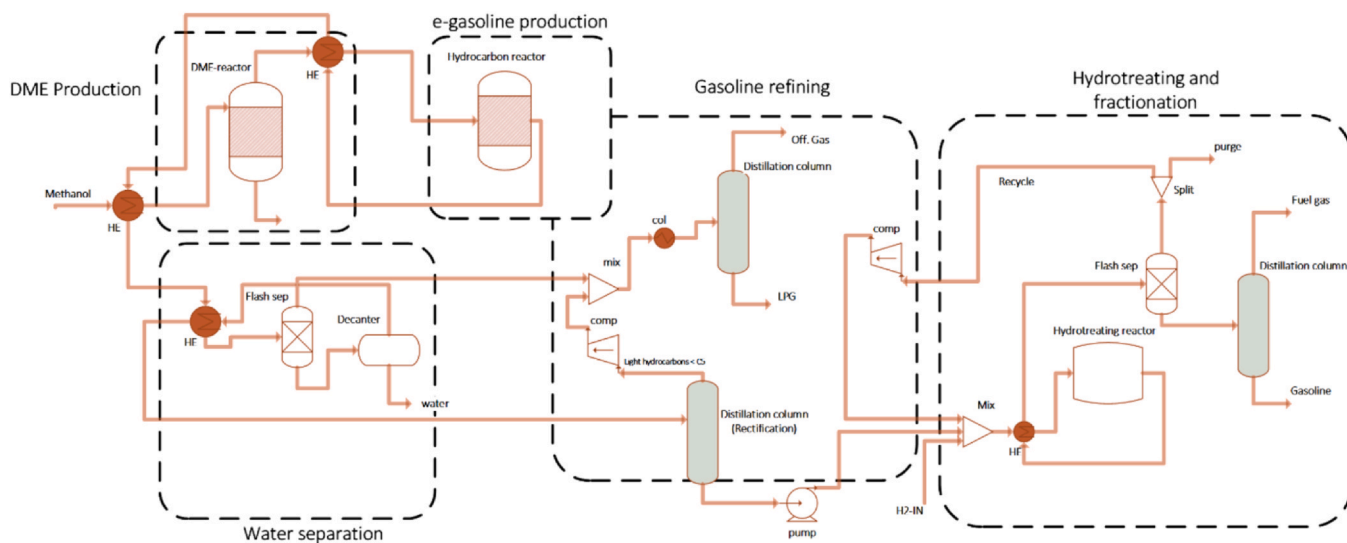 e-gasoline production
DME-reactor
HE
Hydrocarbon reactor
DME Production
Gasoline refining
Hydrotreating and
fractionation
Off. Gas
purge
Distillation column
Recycle
Split
Methanol
HE
Fuel gas
col
comp
mix
Flash sep
Distillation column
Flash sep
Decanter
LPG
HE
comp
Hydrotreating reactor
Light hydrocarbons < C5
Gasoline
water
Mix
Distillation column
(Rectification)
HE
H2-IN
Water separation
pump